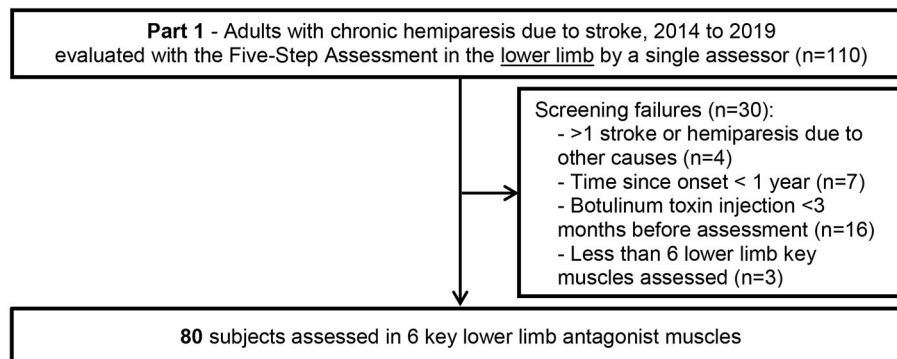 Part 1 - Adults with chronic hemiparesis due to stroke, 2014 to 2019
evaluated with the Five-Step Assessment in the lower limb by a single assessor (n=110)
Screening failures (n=30):
- >1 stroke or hemiparesis due to
other causes (n=4)
- Time since onset < 1 year (n=7)
- Botulinum toxin injection <3
months before assessment (n=16)
- Less than 6 lower limb key
muscles assessed (n=3)
80 subjects assessed in 6 key lower limb antagonist muscles